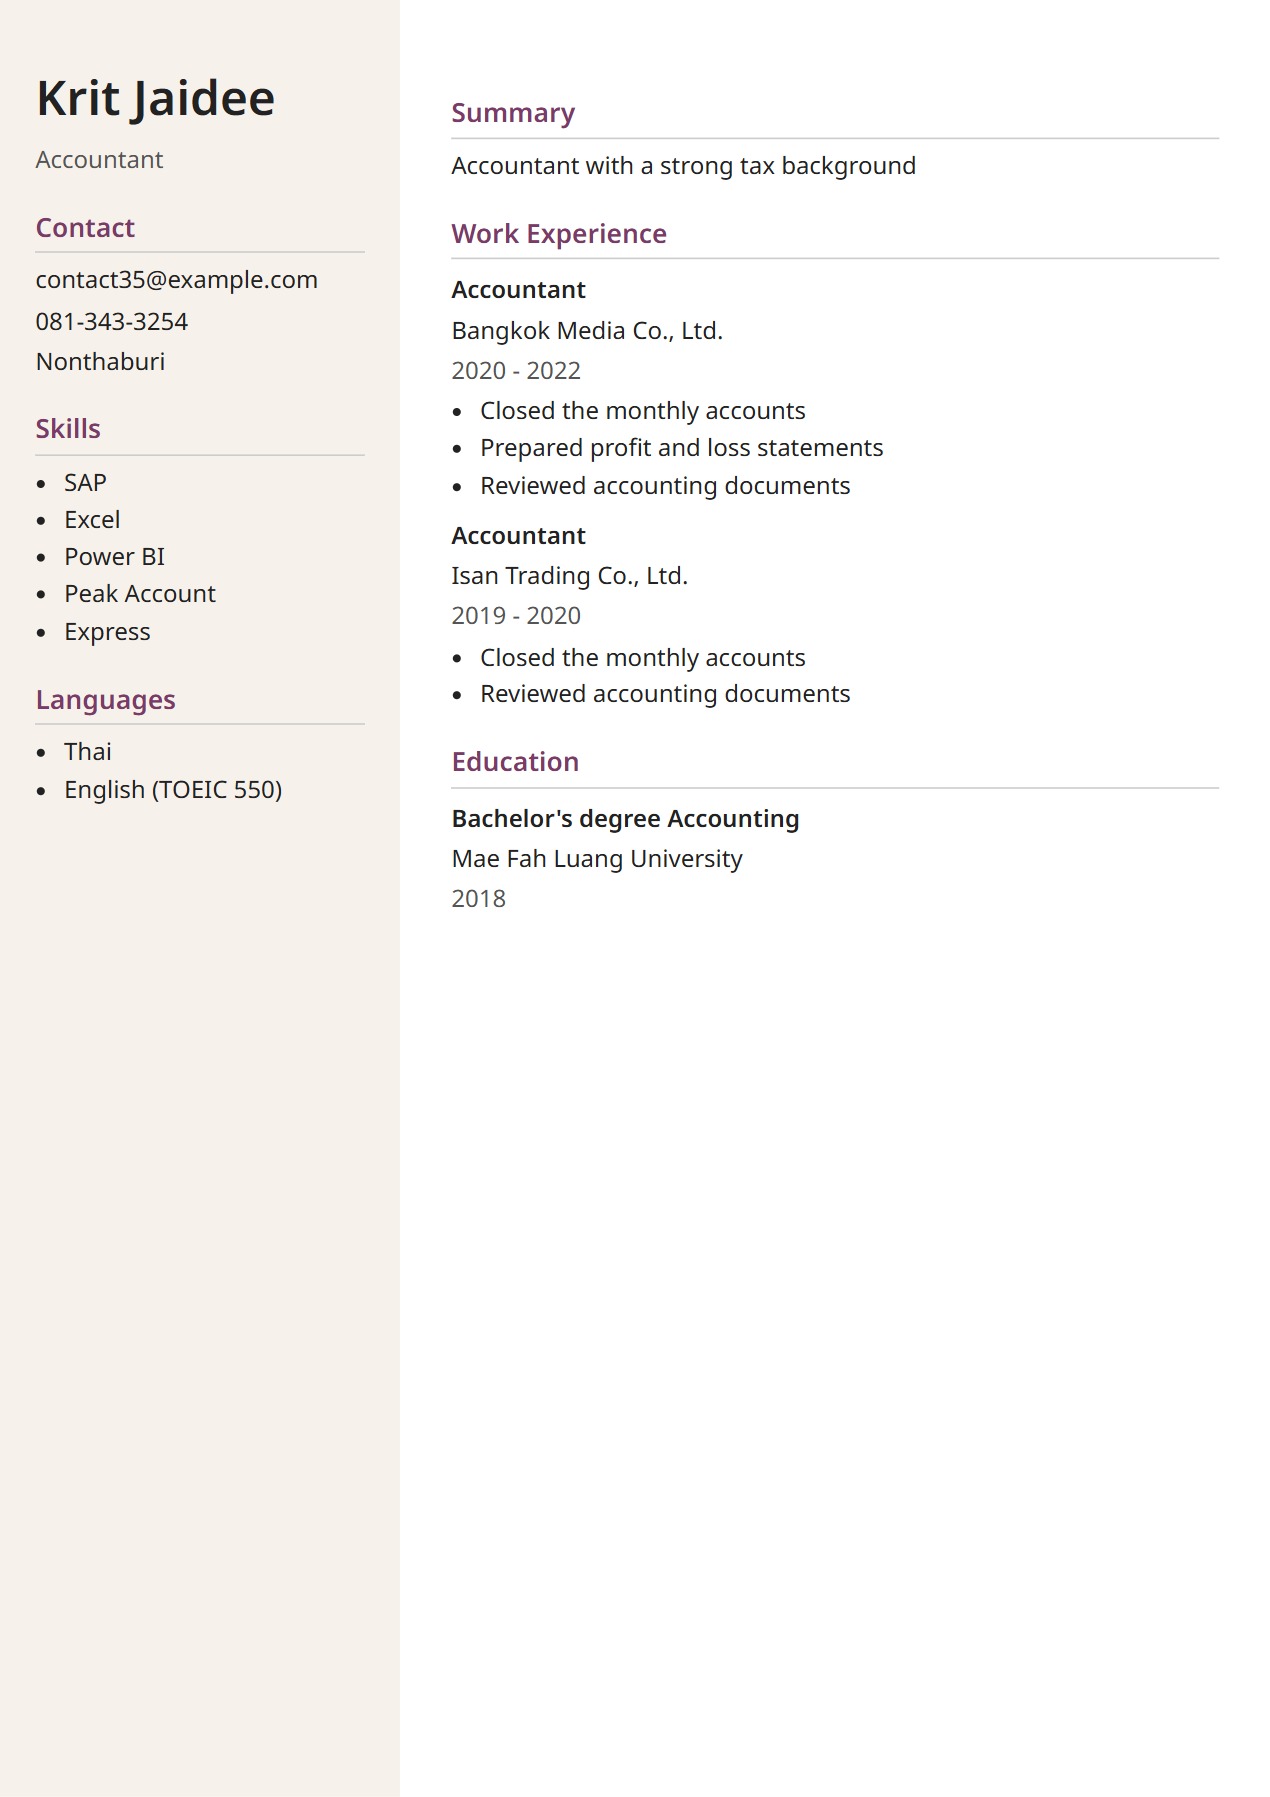 Krit Jaidee
Accountant
Contact
contact35@example.com
081-343-3254
Nonthaburi
Skills
• SAP
• Excel
• Power BI
• Peak Account
• Express
Languages
• Thai
• English (TOEIC 550)
Summary
Accountant with a strong tax background
Work Experience
Accountant
Bangkok Media Co., Ltd.
2020 - 2022
• Closed the monthly accounts
• Prepared profit and loss statements
• Reviewed accounting documents
Accountant
Isan Trading Co., Ltd.
2019 - 2020
• Closed the monthly accounts
• Reviewed accounting documents
Education
Bachelor's degree Accounting
Mae Fah Luang University
2018